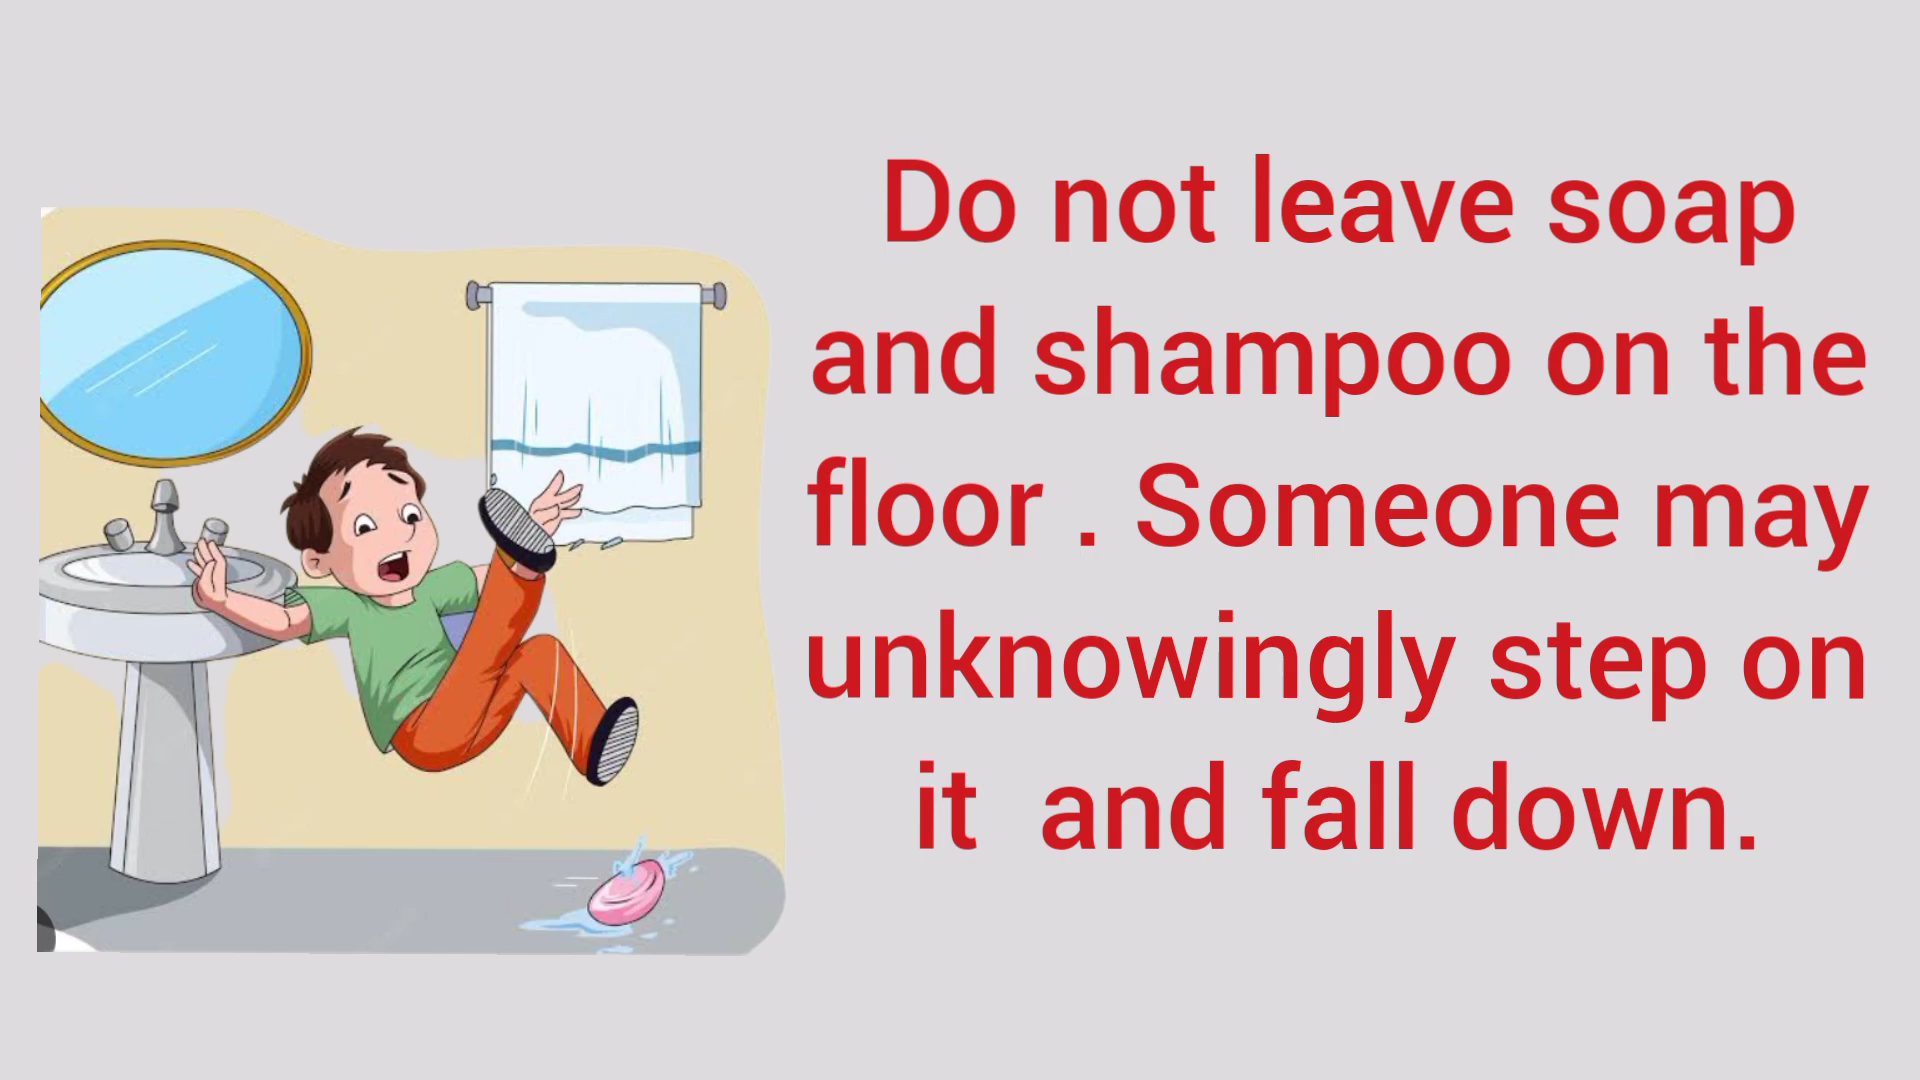 Do not leave soap
and shampoo on the
floor . Someone may
unknowingly step on
it  and fall down.